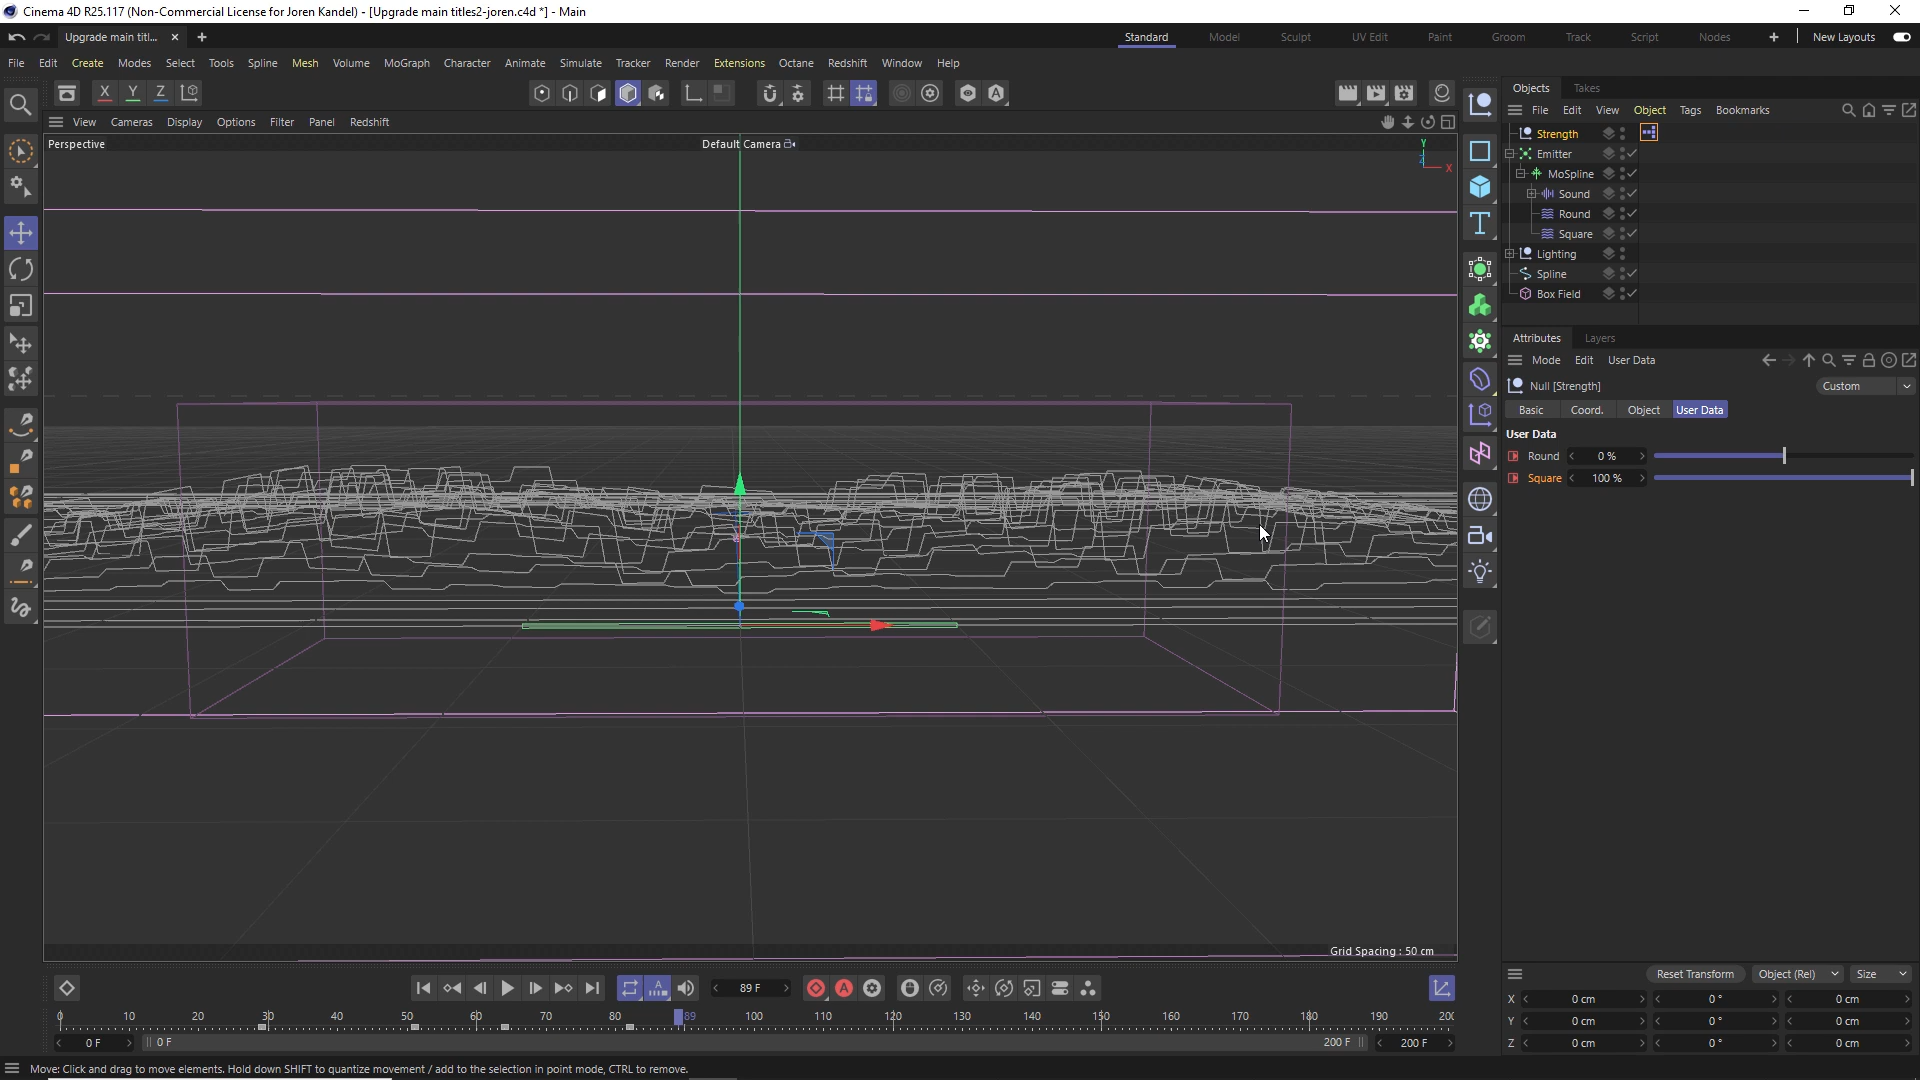 Cinema 4D R25.117 (Non-Commercial License for Joren Kandel) - [Upgrade main titles2-joren.c4d *] - Main
Upgrade main titl...
Standard Model Sculpt UV Edit Paint Groom Track Script Nodes New Layouts
File Edit Create Modes Select Tools Spline Mesh Volume MoGraph Character Animate Simulate Tracker Render Extensions Octane Redshift Window Help
X Y Z
View Cameras Display Options Filter Panel Redshift
Perspective
Default Camera
Y
Z
X
Grid Spacing : 50 cm
Objects Takes
File Edit View Object Tags Bookmarks
Strength
Emitter
MoSpline
Sound
Round
Square
Lighting
Spline
Box Field
Attributes Layers
Mode Edit User Data
Null [Strength]
Custom
Basic Coord. Object User Data
User Data
Round 0 %
Square 100 %
89 F
0 10 20 30 40 50 60 70 80 89 100 110 120 130 140 150 160 170 180 190 200
0 F 0 F 200 F 200 F
Reset Transform Object (Rel) Size
X 0 cm 0 ° 0 cm
Y 0 cm 0 ° 0 cm
Z 0 cm 0 ° 0 cm
Move: Click and drag to move elements. Hold down SHIFT to quantize movement / add to the selection in point mode, CTRL to remove.